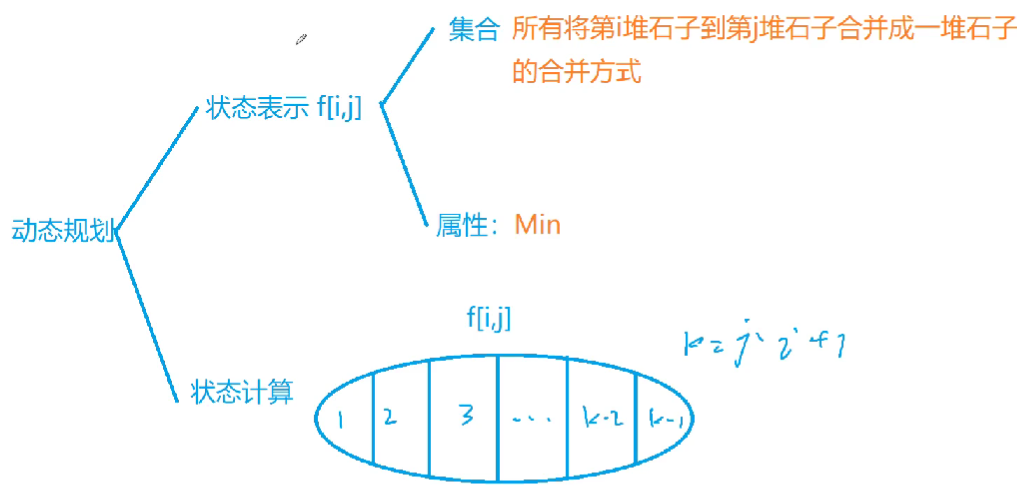 集合 所有将第i堆石子到第j堆石子合并成一堆石子
的合并方式
状态表示 f[i,j]
动态规划
属性： Min
f[i,j]
k=j-i+1
状态计算
1 2 3 ... k-2 k-1